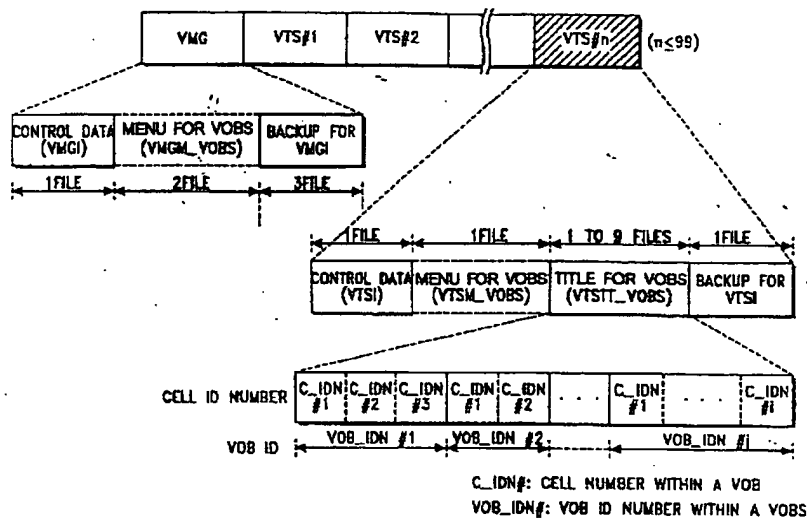 VMG VTS#1 VTS#2 VTS#n (n≤99)
CONTROL DATA (VMGI) MENU FOR VOBS (VMGM_VOBS) BACKUP FOR VMGI
1FILE 2FILE 3FILE
1FILE 1FILE 1 TO 9 FILES 1FILE
CONTROL DATA (VTSI) MENU FOR VOBS (VTSM_VOBS) TITLE FOR VOBS (VTSTT_VOBS) BACKUP FOR VTSI
CELL ID NUMBER C_IDN #1 C_IDN #2 C_IDN #3 C_IDN #1 C_IDN #2 . . . C_IDN #1 . . . C_IDN #i
VOB ID VOB_IDN #1 VOB_IDN #2 VOB_IDN #j
C_IDN#: CELL NUMBER WITHIN A VOB
VOB_IDN#: VOB ID NUMBER WITHIN A VOBS